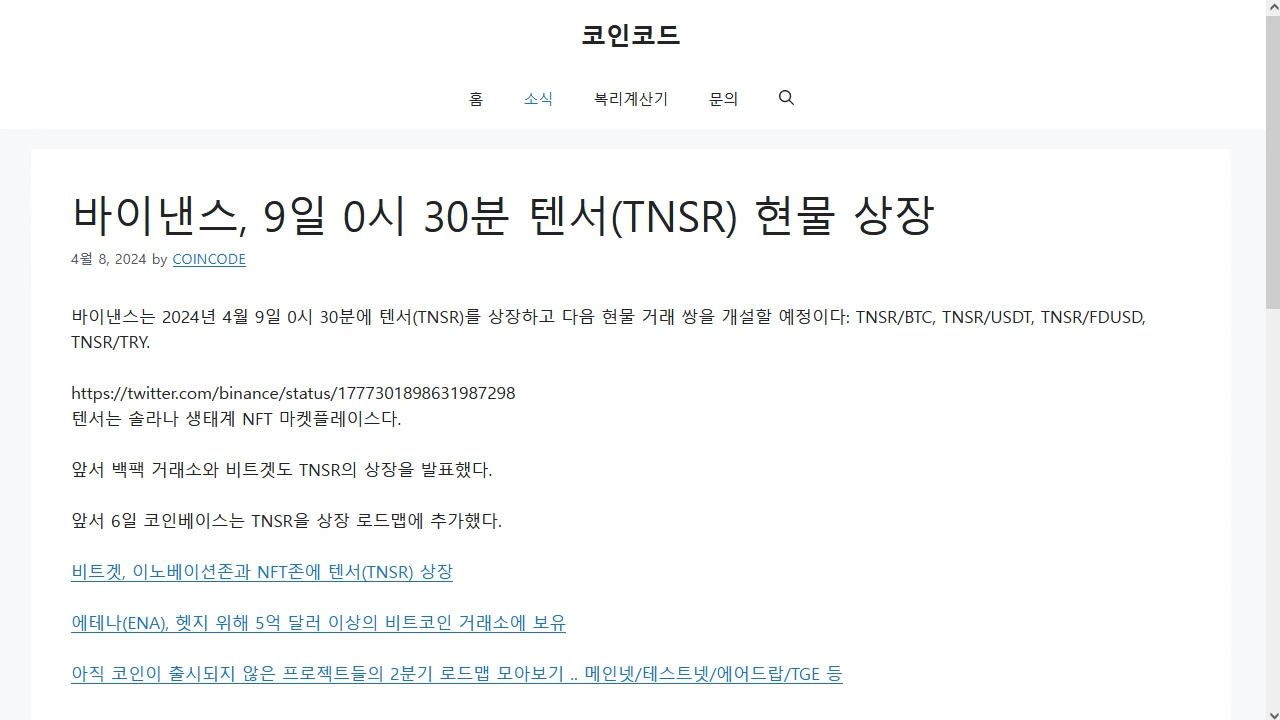 코인코드
홈 소식 복리계산기 문의
바이낸스, 9일 0시 30분 텐서(TNSR) 현물 상장
4월 8, 2024 by COINCODE
바이낸스는 2024년 4월 9일 0시 30분에 텐서(TNSR)를 상장하고 다음 현물 거래 쌍을 개설할 예정이다: TNSR/BTC, TNSR/USDT, TNSR/FDUSD,
TNSR/TRY.
https://twitter.com/binance/status/1777301898631987298
텐서는 솔라나 생태계 NFT 마켓플레이스다.
앞서 백팩 거래소와 비트겟도 TNSR의 상장을 발표했다.
앞서 6일 코인베이스는 TNSR을 상장 로드맵에 추가했다.
비트겟, 이노베이션존과 NFT존에 텐서(TNSR) 상장
에테나(ENA), 헷지 위해 5억 달러 이상의 비트코인 거래소에 보유
아직 코인이 출시되지 않은 프로젝트들의 2분기 로드맵 모아보기 .. 메인넷/테스트넷/에어드랍/TGE 등